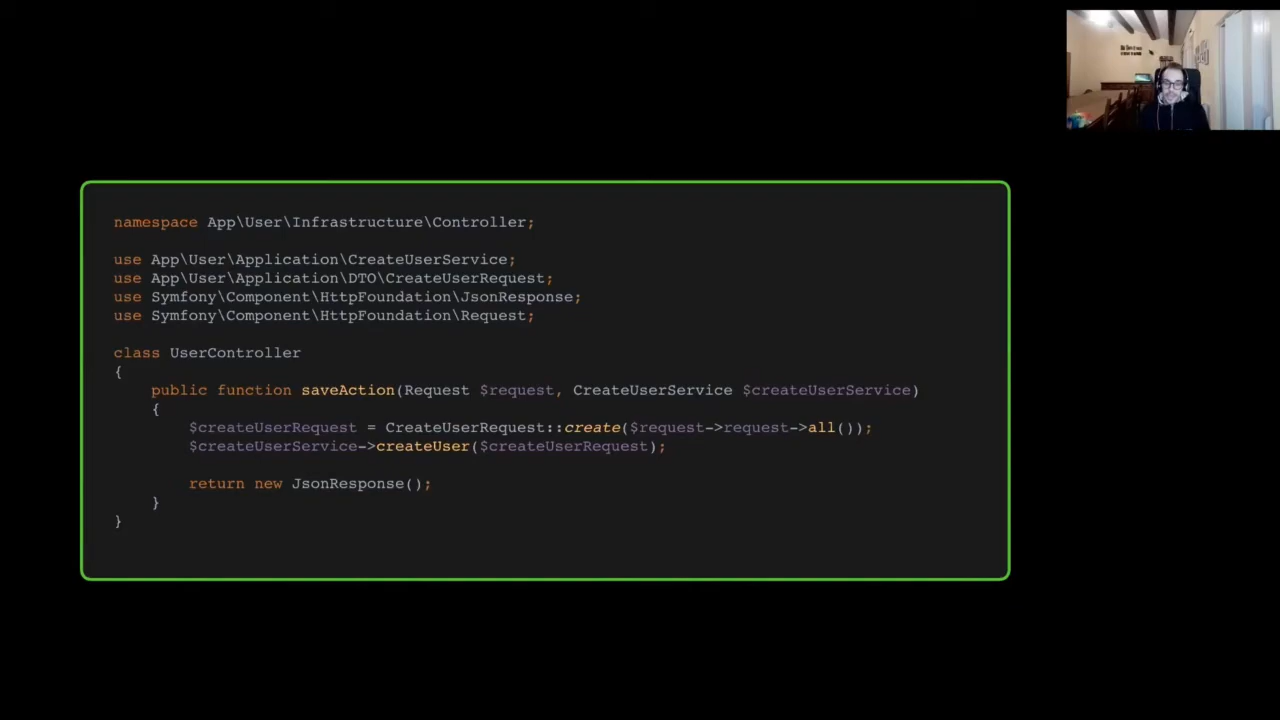 namespace App\User\Infrastructure\Controller;
use App\User\Application\CreateUserService;
use App\User\Application\DTO\CreateUserRequest;
use Symfony\Component\HttpFoundation\JsonResponse;
use Symfony\Component\HttpFoundation\Request;
class UserController
{
public function saveAction(Request $request, CreateUserService $createUserService)
{
$createUserRequest = CreateUserRequest::create($request->request->all());
$createUserService->createUser($createUserRequest);
return new JsonResponse();
}
}